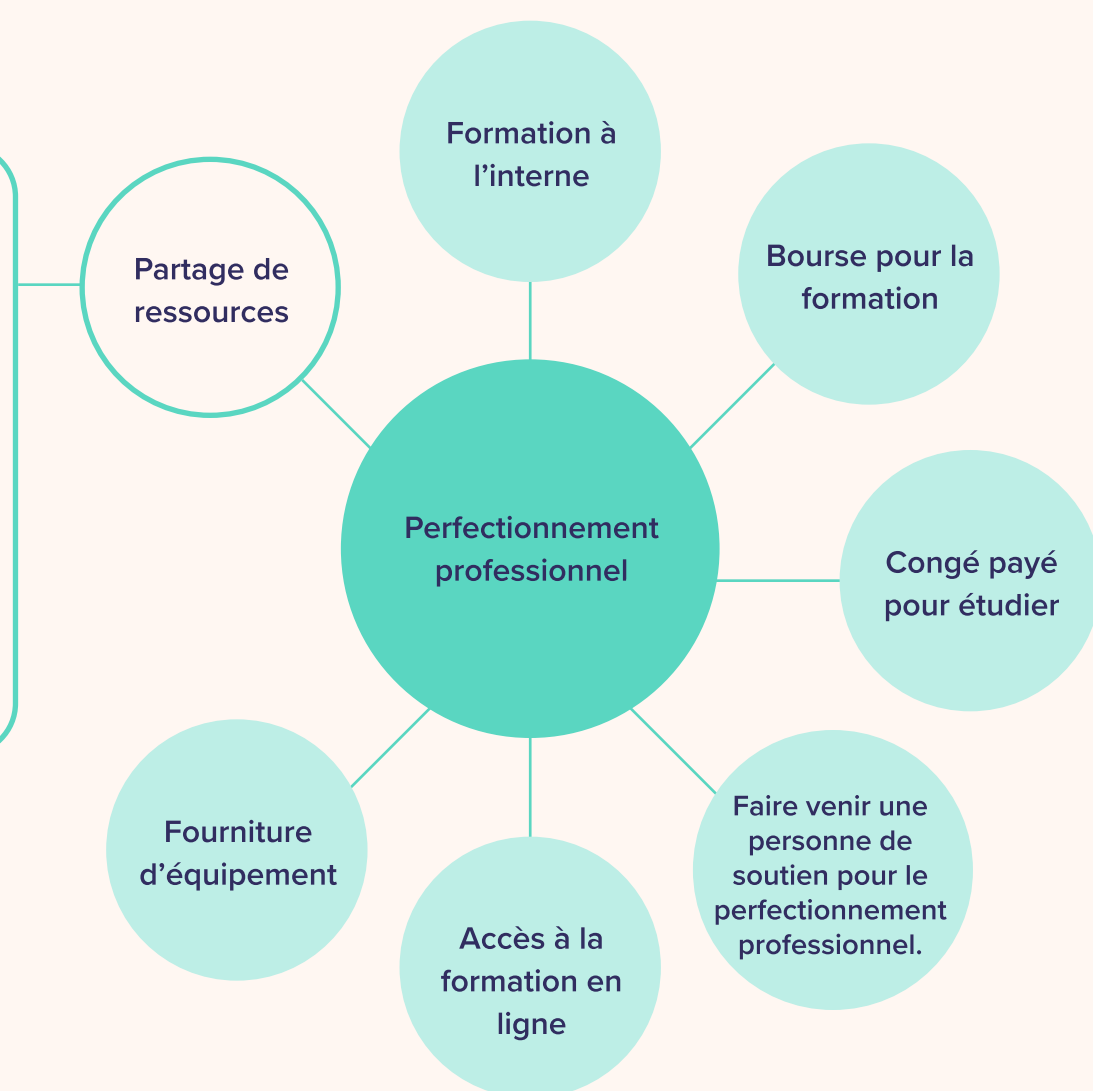 Formation à
l’interne
Bourse pour la
formation
Partage de
ressources
Perfectionnement
professionnel
Congé payé
pour étudier
Faire venir une
personne de
soutien pour le
perfectionnement
professionnel.
Fourniture
d’équipement
Accès à la
formation en
ligne